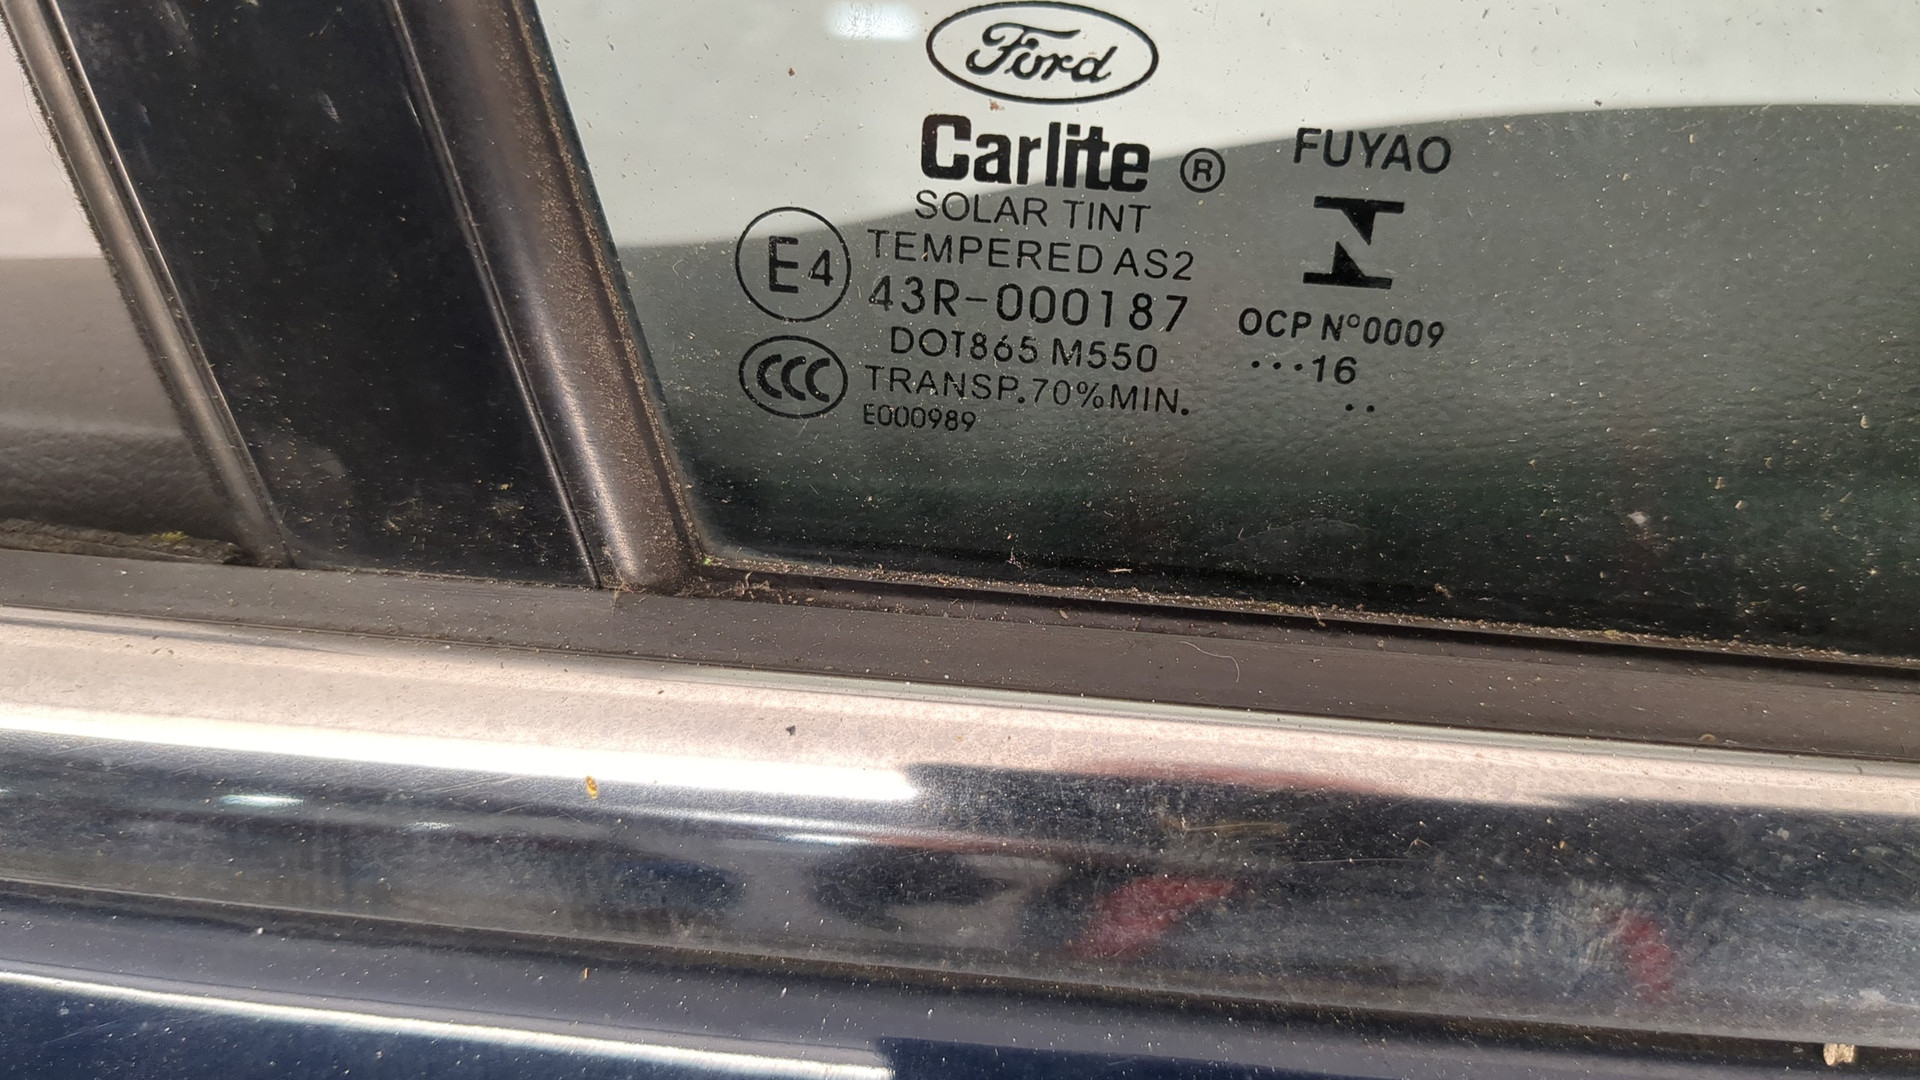 Ford
Carlite ®
FUYAO
SOLAR TINT
E4
TEMPERED AS2
43R-000187
OCP N°0009
DOT865 M550
...16
..
CCC
TRANSP.70%MIN.
E000989